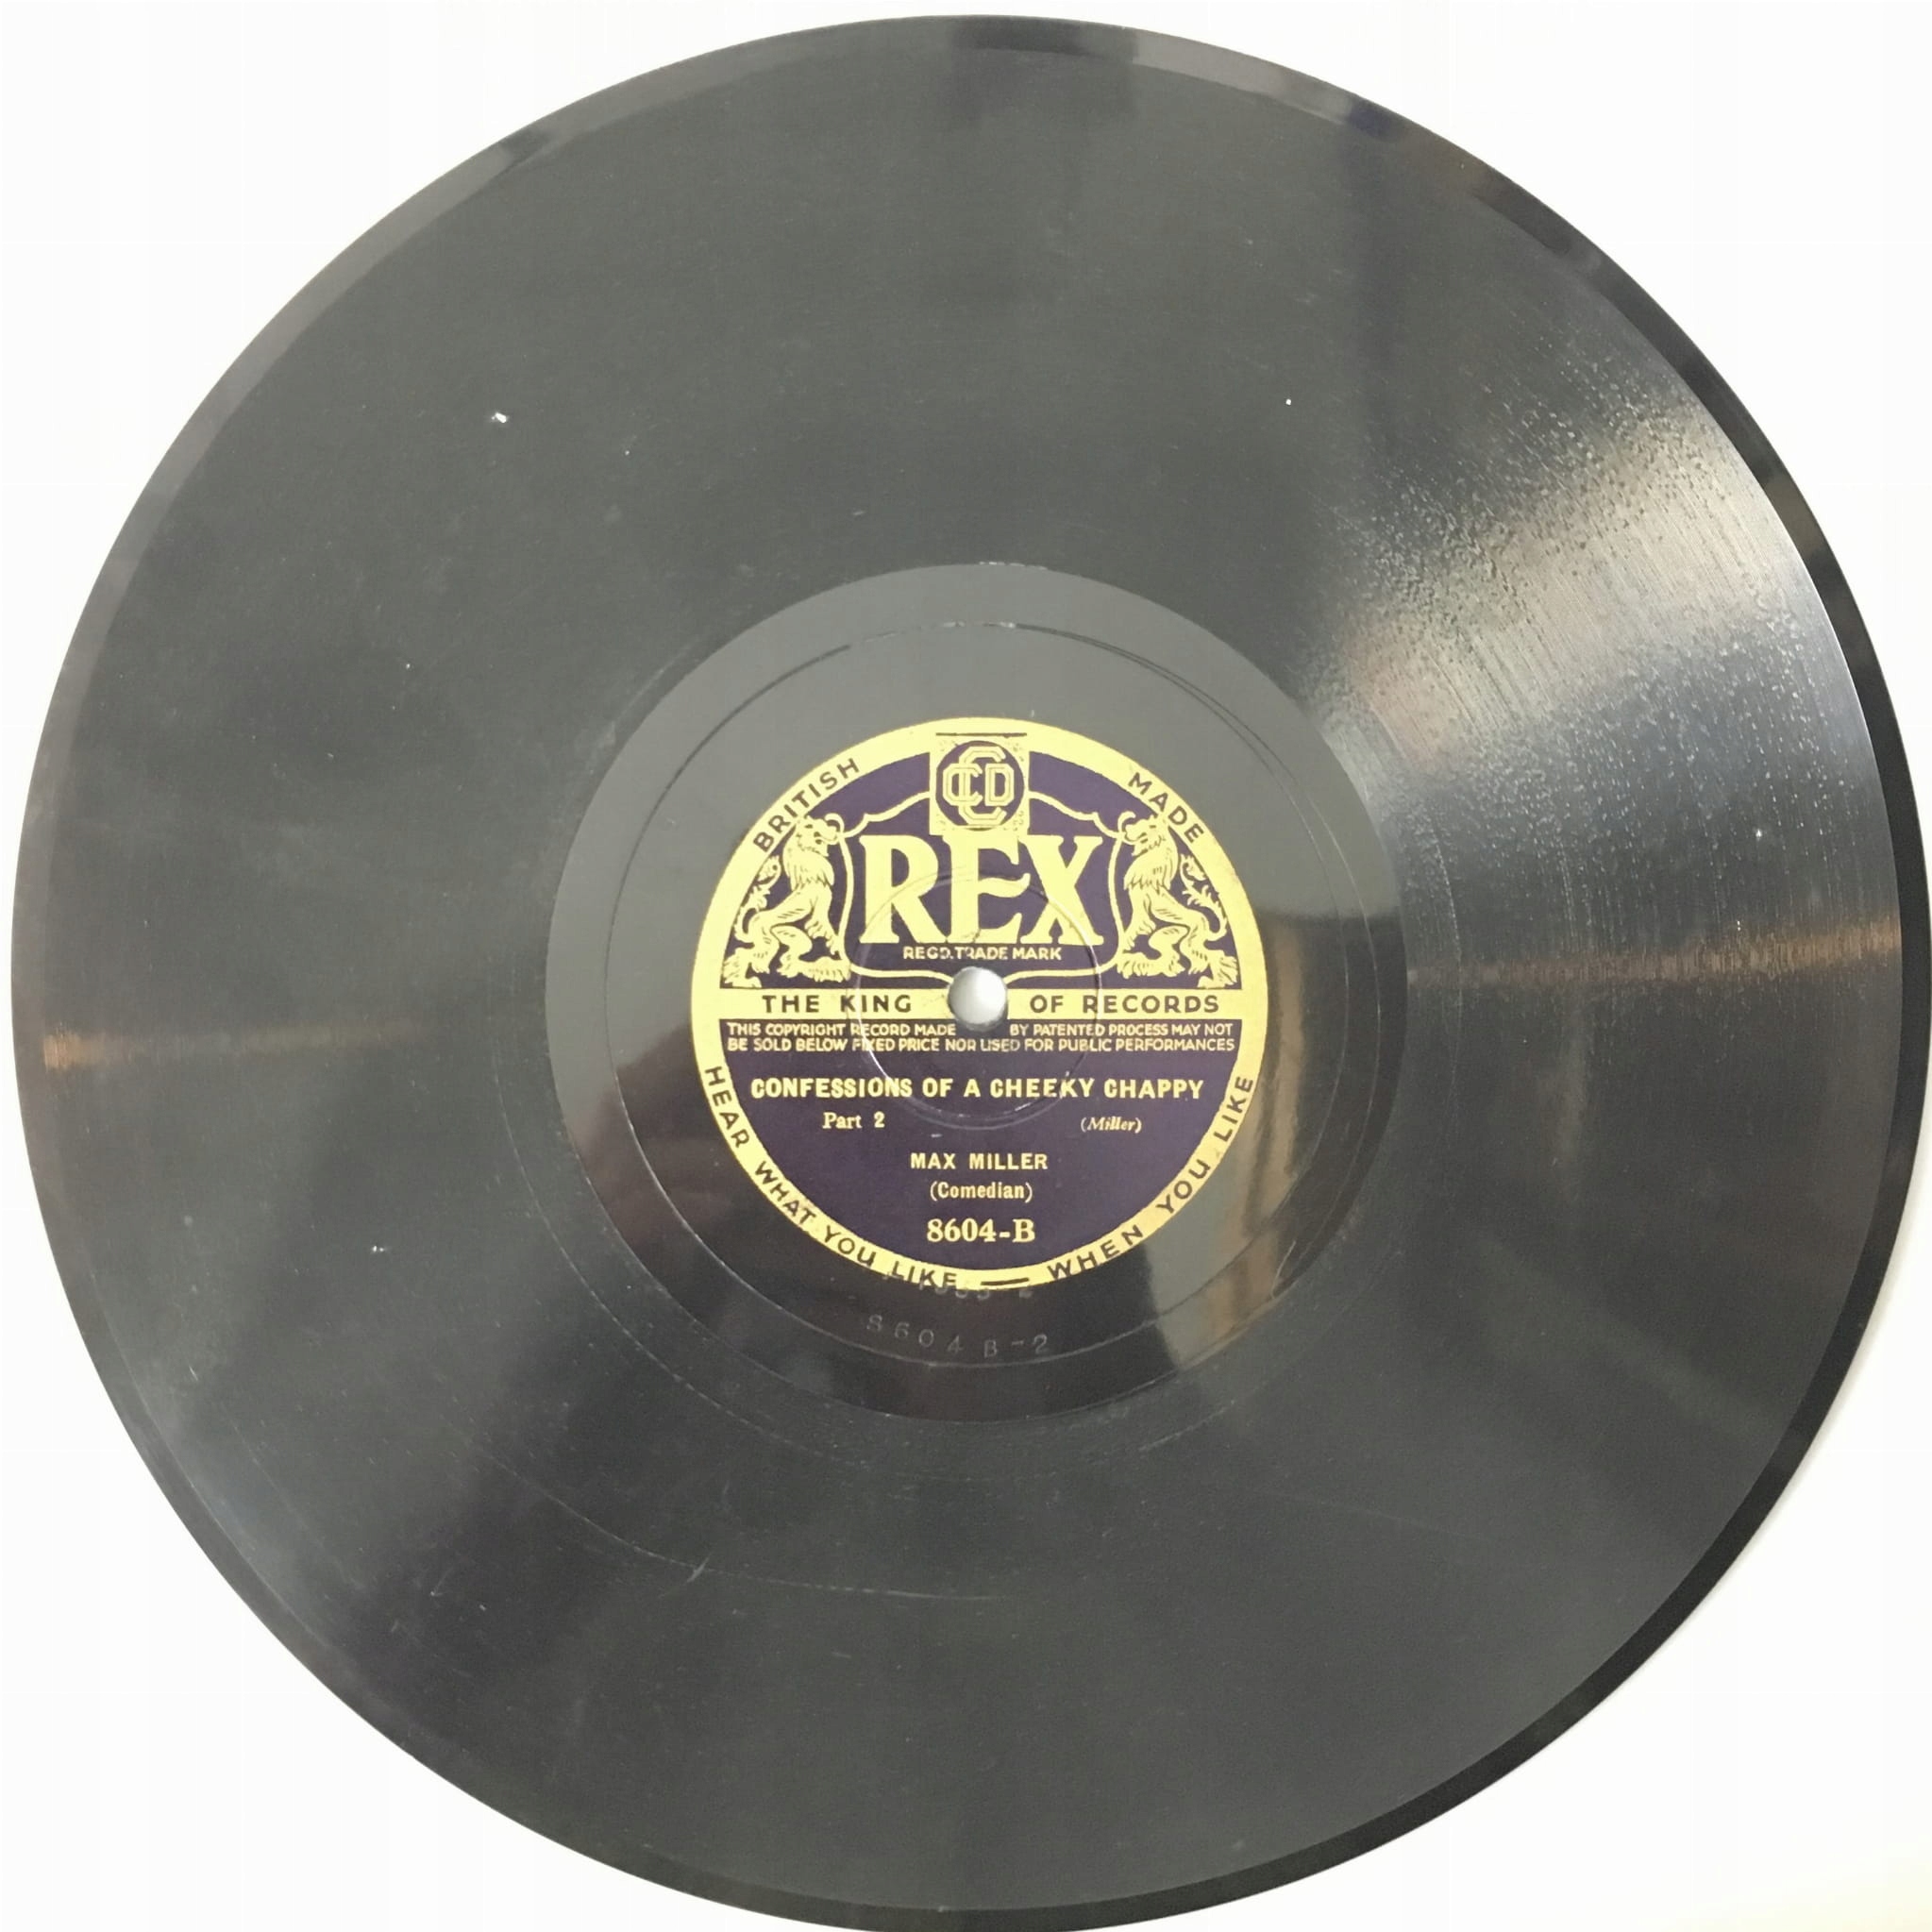 CCDC
BRITISH MADE
REX
REGD. TRADE MARK
THE KING OF RECORDS
THIS COPYRIGHT RECORD MADE BY PATENTED PROCESS MAY NOT
BE SOLD BELOW FIXED PRICE NOR USED FOR PUBLIC PERFORMANCES
CONFESSIONS OF A CHEEKY CHAPPY
Part 2 (Miller)
MAX MILLER
(Comedian)
8604-B
HEAR WHAT YOU LIKE — WHEN YOU LIKE
8604 B-2